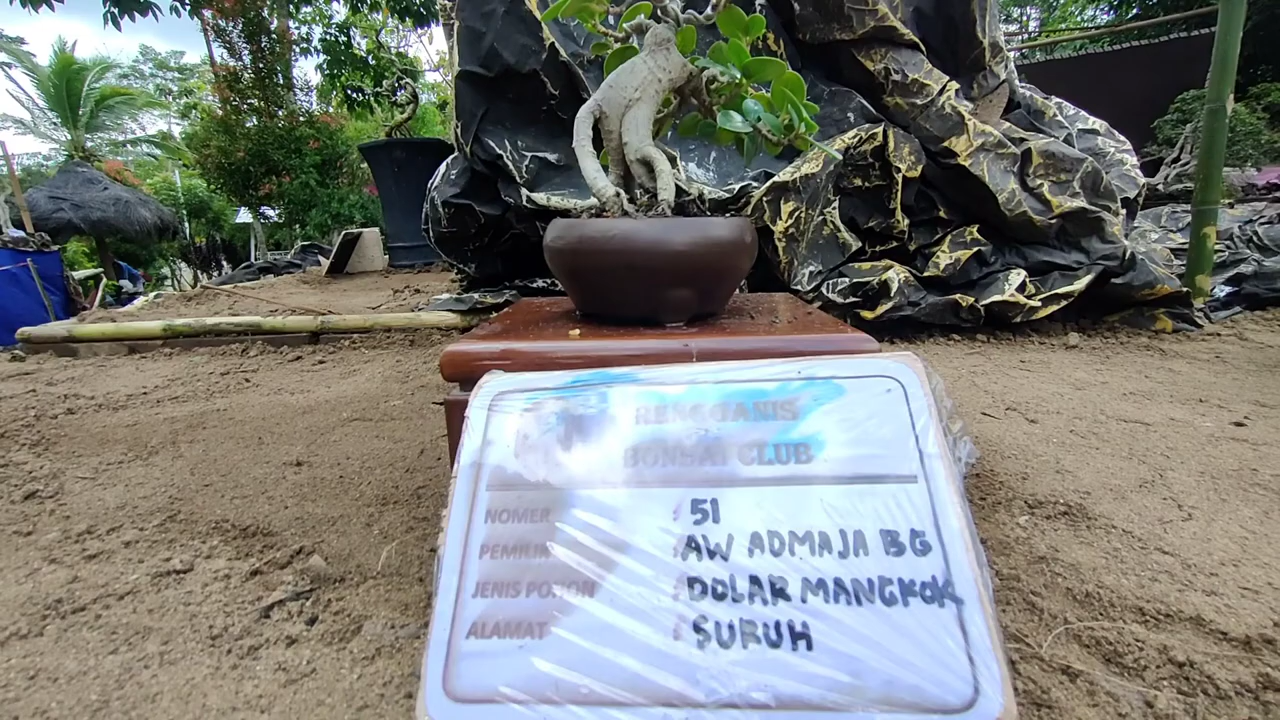 RENGGANIS
BONSAI CLUB
NOMER : 51
PEMILIK : AW ADMAJA BG
JENIS POHON : DOLAR MANGKOK
ALAMAT : SURUH